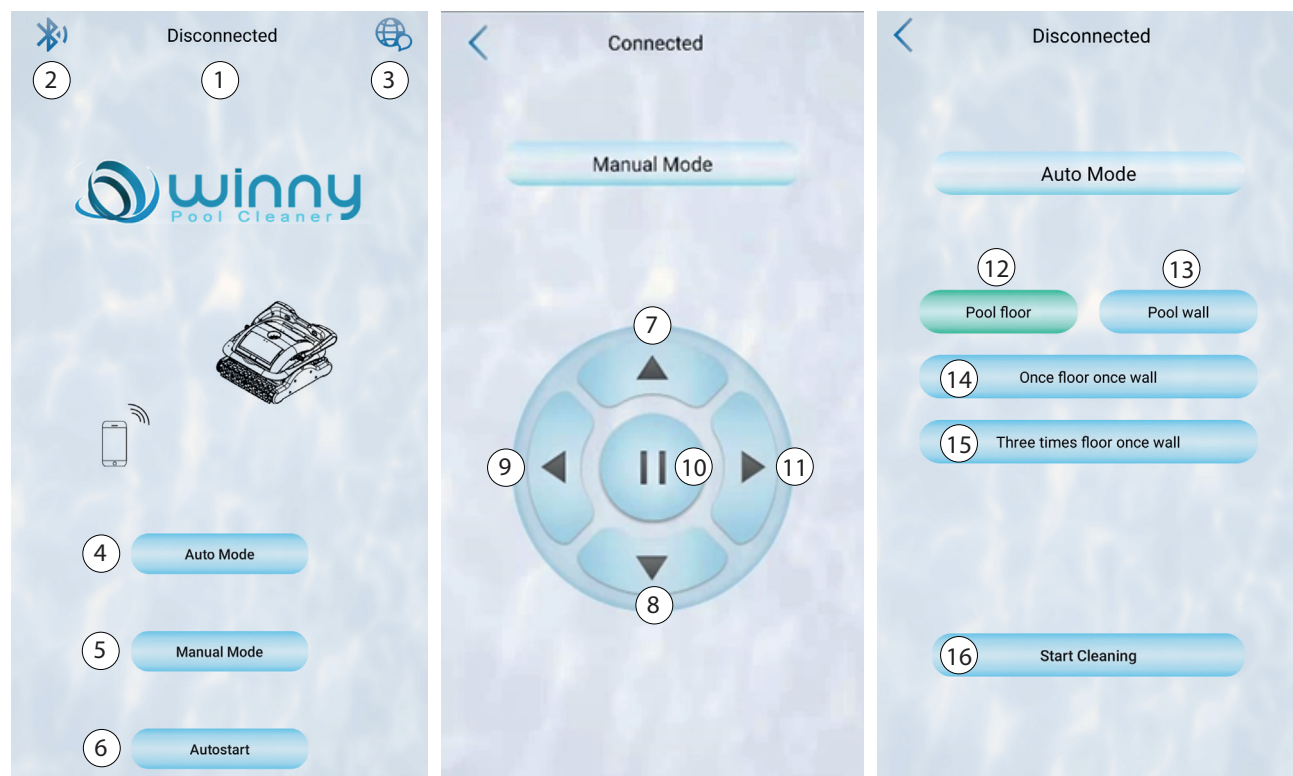 Disconnected
2
1
3
winny
Pool Cleaner
4
Auto Mode
5
Manual Mode
6
Autostart
Connected
Manual Mode
7
9
10
11
8
Disconnected
Auto Mode
12
13
Pool floor
Pool wall
14
Once floor once wall
15
Three times floor once wall
16
Start Cleaning